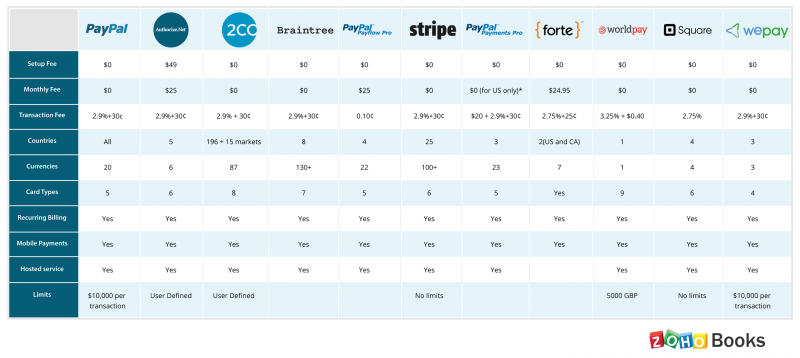 PayPal Authorize.Net 2CO Braintree PayPal Payflow Pro stripe PayPal Payments Pro {forte} worldpay Square wepay
Setup Fee $0 $49 $0 $0 $0 $0 $0 $0 $0 $0 $0
Monthly Fee $0 $25 $0 $0 $25 $0 $0 (for US only)* $24.95 $0 $0 $0
Transaction Fee 2.9%+30c 2.9%+30¢ 2.9% + 30¢ 2.9%+30¢ 0.10¢ 2.9%+30¢ $20 + 2.9%+30¢ 2.75%+25¢ 3.25% + $0.40 2.75% 2.9%+30¢
Countries All 5 196 + 15 markets 8 4 25 3 2(US and CA) 1 4 3
Currencies 20 6 87 130+ 22 100+ 23 7 1 4 3
Card Types 5 6 8 7 5 6 5 Yes 9 6 4
Recurring Billing Yes Yes Yes Yes Yes Yes Yes Yes Yes Yes Yes
Mobile Payments Yes Yes Yes Yes Yes Yes Yes Yes Yes Yes Yes
Hosted service Yes Yes Yes Yes Yes Yes Yes Yes Yes Yes
Limits $10,000 per transaction User Defined User Defined No limits 5000 GBP No limits $10,000 per transaction
ZOHO Books